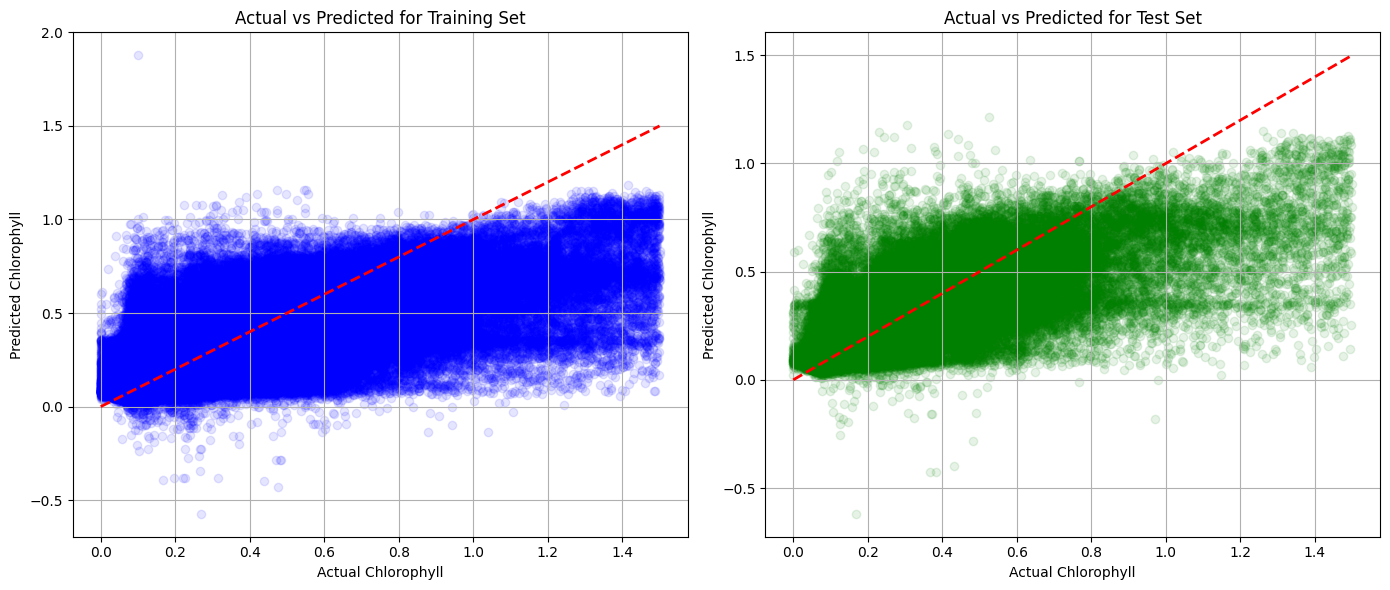 Actual vs Predicted for Training Set
2.0
1.5
1.0
0.5
0.0
−0.5
Predicted Chlorophyll
0.0 0.2 0.4 0.6 0.8 1.0 1.2 1.4
Actual Chlorophyll
Actual vs Predicted for Test Set
1.5
1.0
0.5
0.0
−0.5
Predicted Chlorophyll
0.0 0.2 0.4 0.6 0.8 1.0 1.2 1.4
Actual Chlorophyll